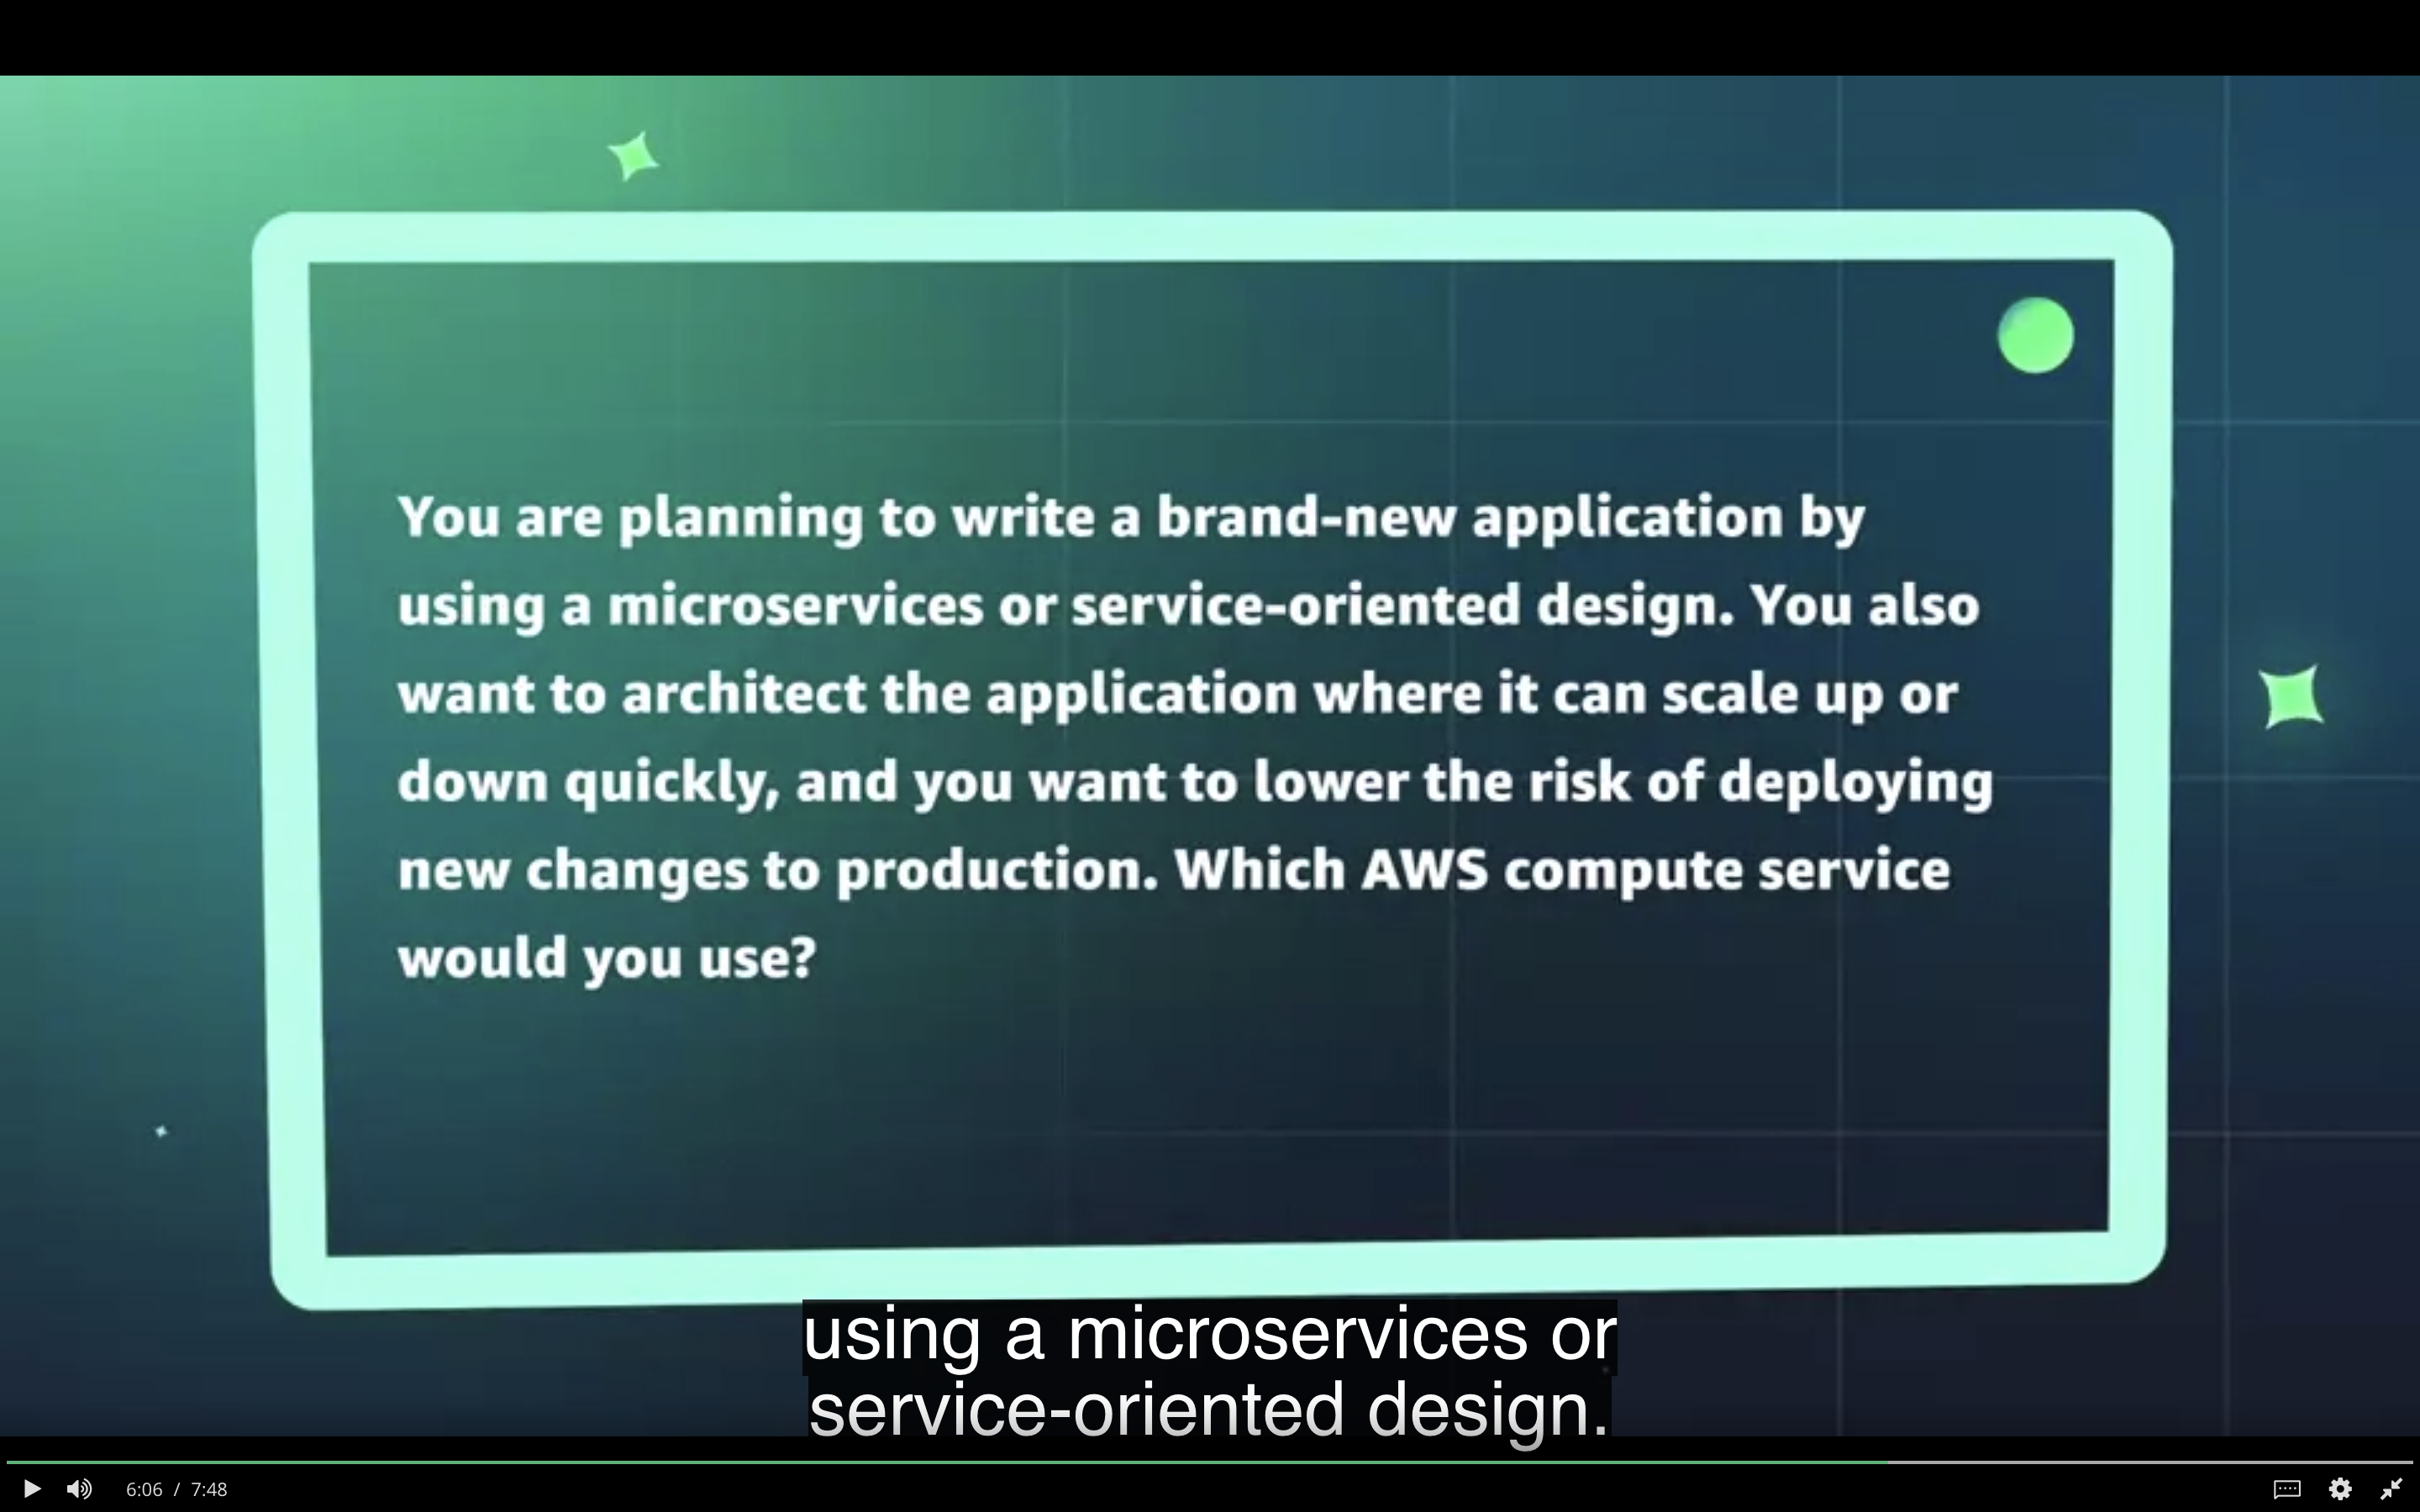 You are planning to write a brand-new application by
using a microservices or service-oriented design. You also
want to architect the application where it can scale up or
down quickly, and you want to lower the risk of deploying
new changes to production. Which AWS compute service
would you use?
using a microservices or
service-oriented design.
6:06 / 7:48